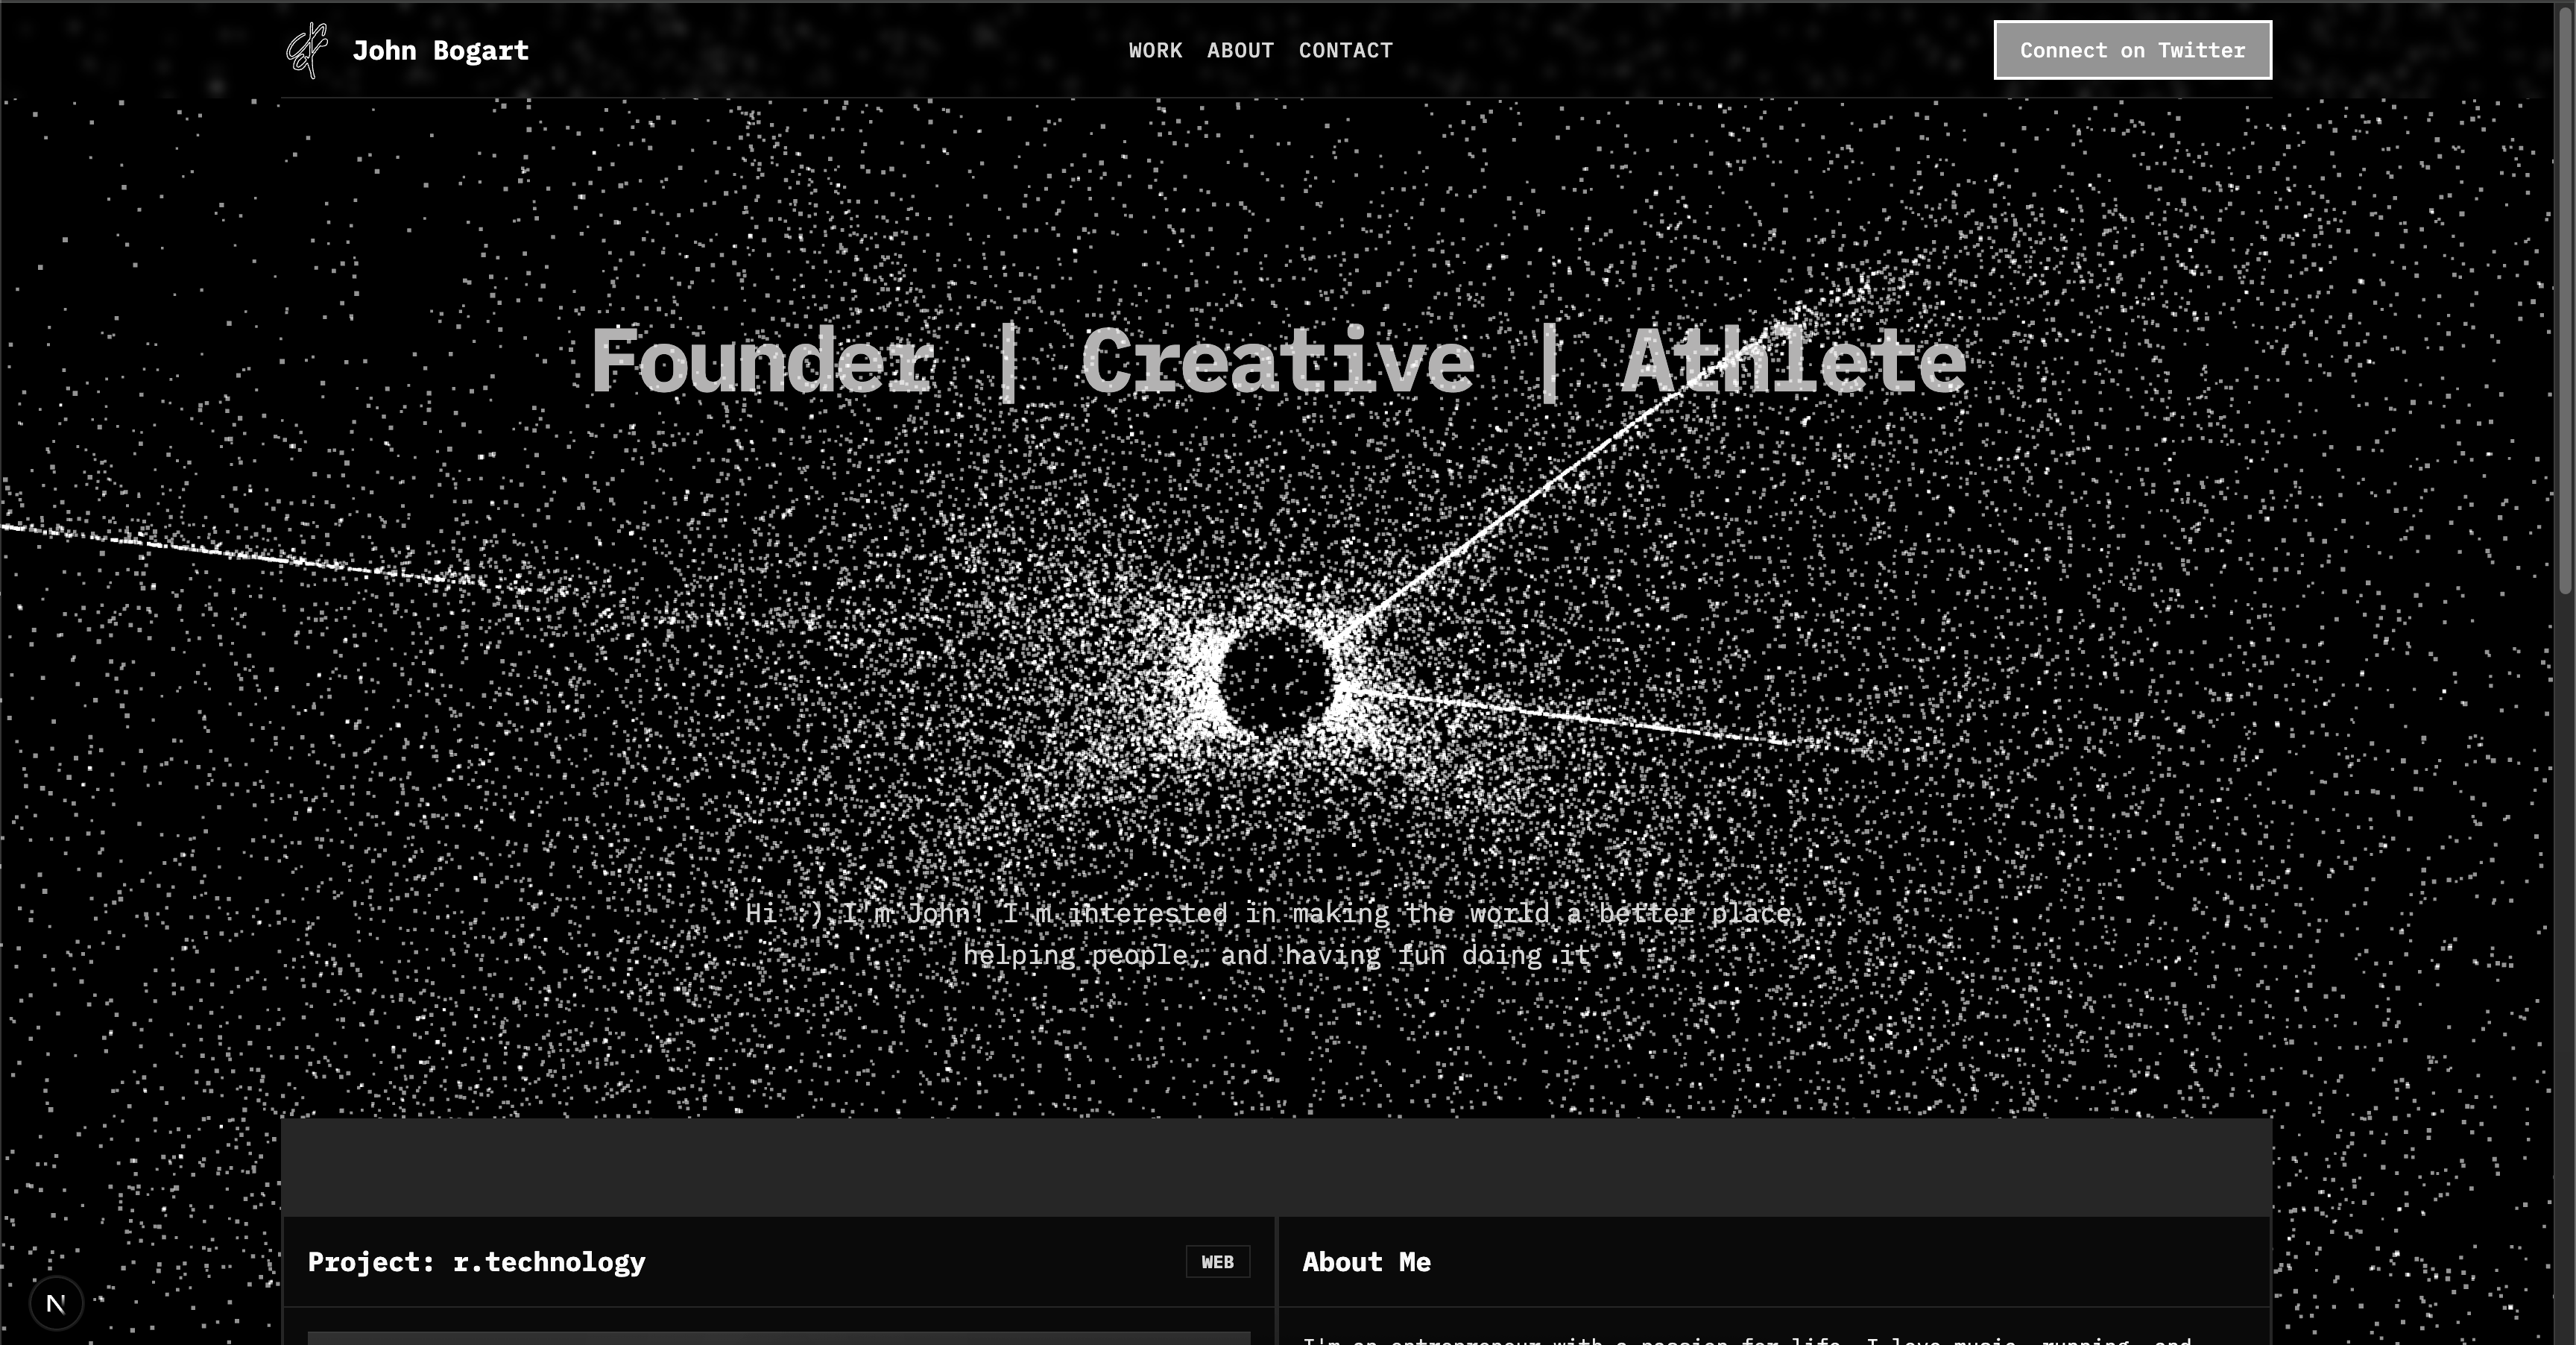 John Bogart
WORK ABOUT CONTACT
Connect on Twitter
Founder | Creative | Athlete
Hi :) I'm John! I'm interested in making the world a better place,
helping people, and having fun doing it
Project: r.technology
WEB
About Me
N
I'm an entrepreneur with a passion for life. I love music, running, and